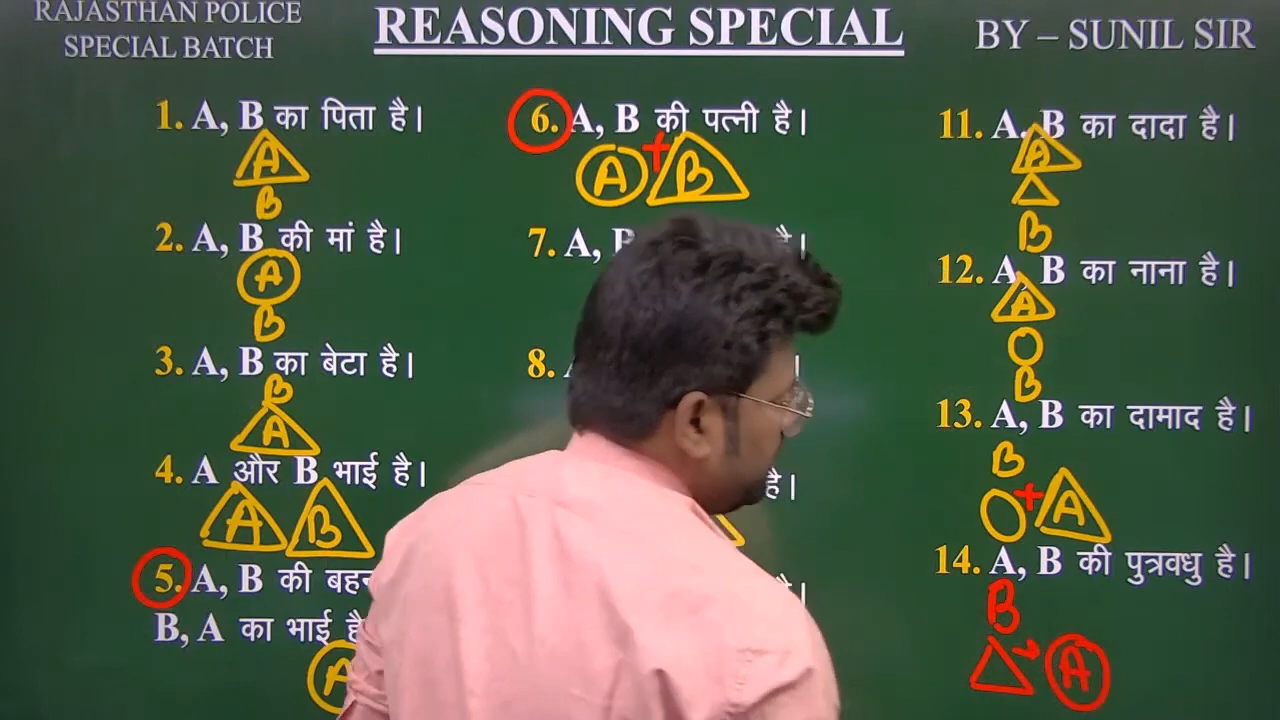 RAJASTHAN POLICE
SPECIAL BATCH
REASONING SPECIAL
BY – SUNIL SIR
1. A, B का पिता है।
A
B
2. A, B की मां है।
A
B
3. A, B का बेटा है।
B
A
4. A और B भाई है।
A B
5. A, B की
B, A का भाई
A
6. A, B की पत्नी है।
A + B
7. A, है।
8.
है।
11. A, B का दादा है।
A
B
12. A, B का नाना है।
A
B
13. A, B का दामाद है।
B
+ A
14. A, B की पुत्रवधु है।
B
A